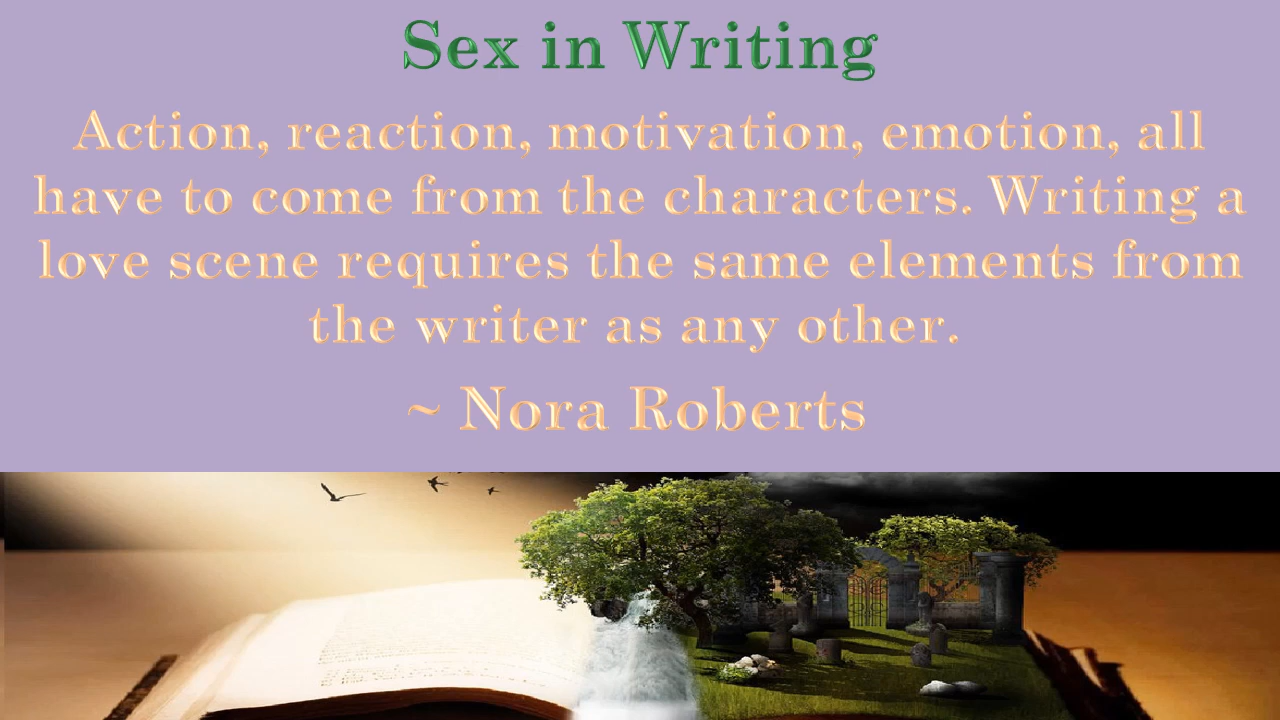 Sex in Writing
Action, reaction, motivation, emotion, all
have to come from the characters. Writing a
love scene requires the same elements from
the writer as any other.
~ Nora Roberts